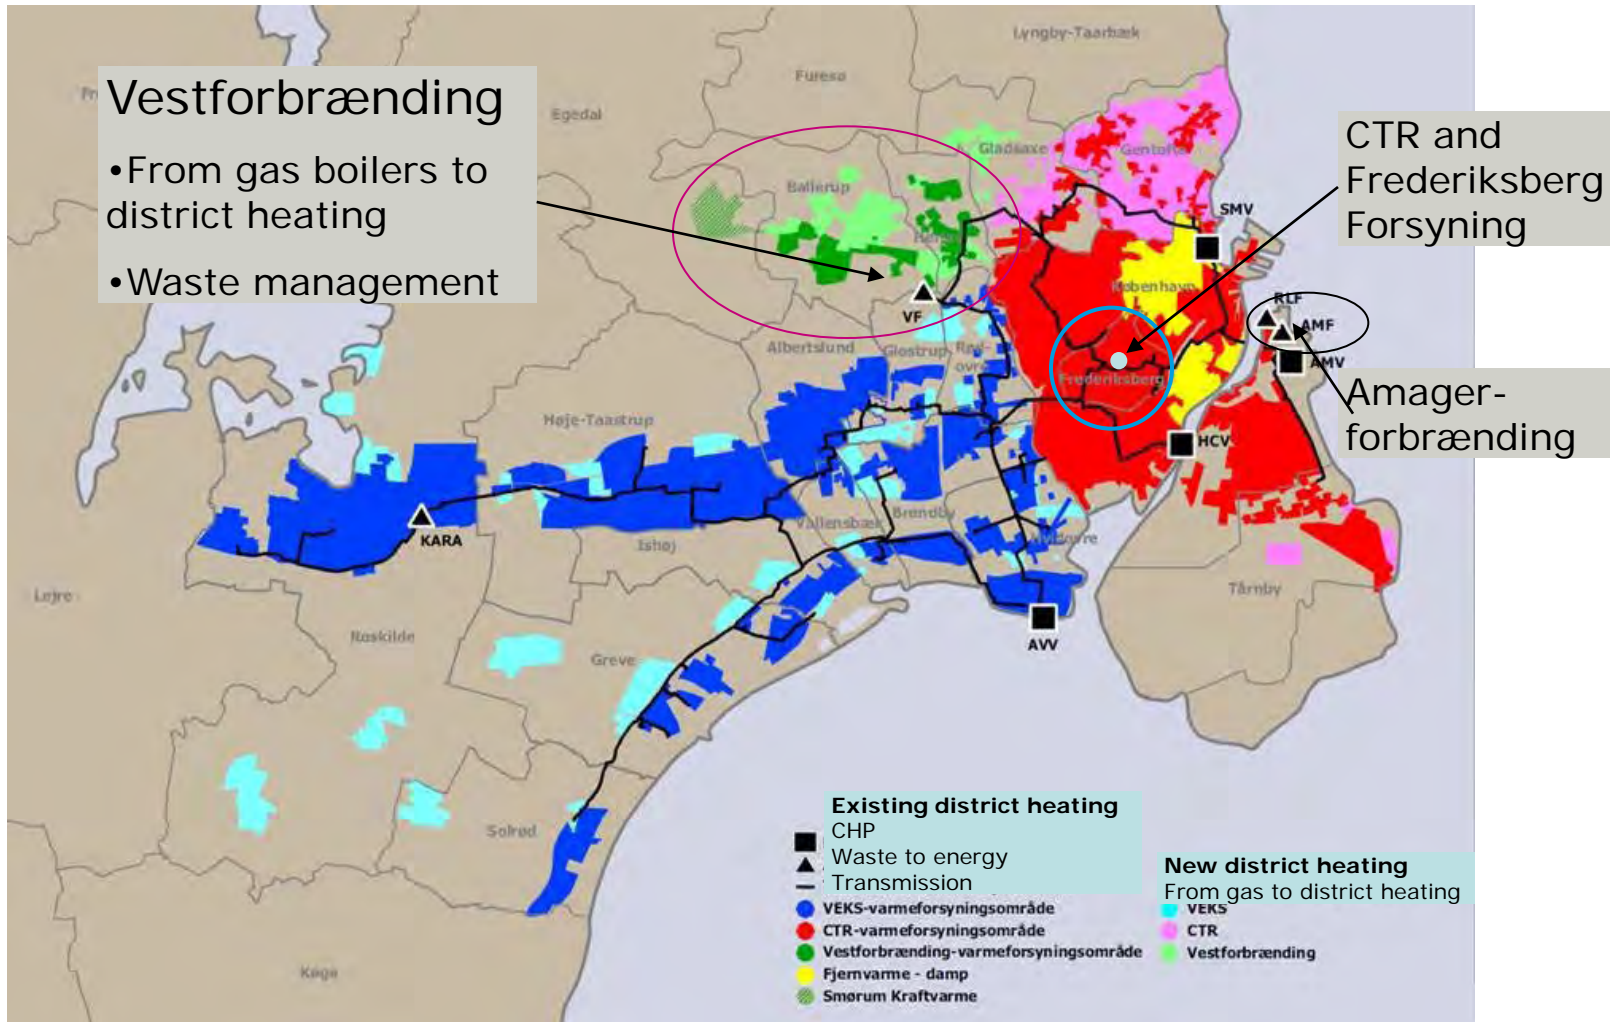 Lyngby-Taarbæk
Furesø
Egedal
Vestforbrænding
•From gas boilers to
district heating
•Waste management
CTR and
Frederiksberg
Forsyning
Gladsaxe
Gentofte
Ballerup
SMV
København
RLF
AMF
AMV
VF
Albertslund
Glostrup
Rød-
ovre
Frederiksberg
Amager-
forbrænding
Høje-Taastrup
HCV
KARA
Vallensbæk
Brøndby
Hvidovre
Ishøj
Lejre
Tårnby
Roskilde
Greve
AVV
Solrød
Køge
Existing district heating
CHP
Waste to energy
Transmission
VEKS-varmeforsyningsområde
CTR-varmeforsyningsområde
Vestforbrænding-varmeforsyningsområde
Fjernvarme - damp
Smørum Kraftvarme
New district heating
From gas to district heating
VEKS
CTR
Vestforbrænding